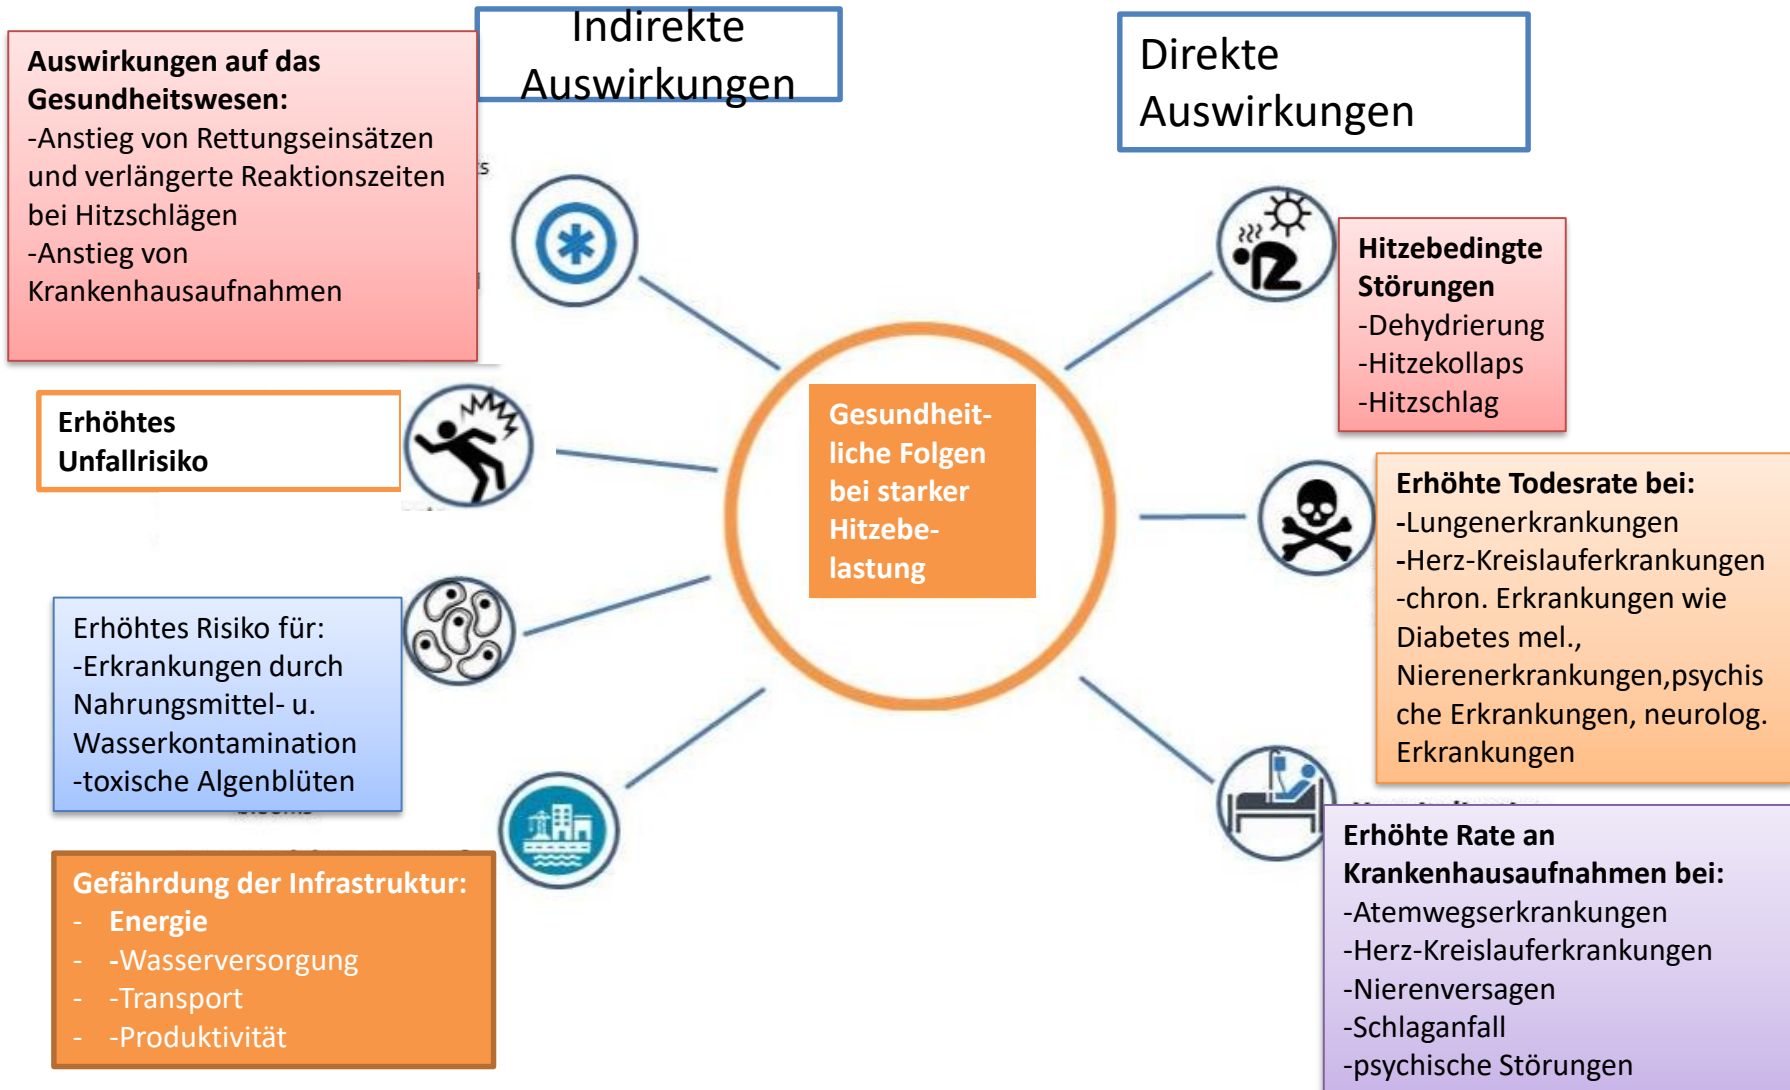 Indirekte
Auswirkungen
Direkte
Auswirkungen
Auswirkungen auf das
Gesundheitswesen:
-Anstieg von Rettungseinsätzen
und verlängerte Reaktionszeiten
bei Hitzschlägen
-Anstieg von
Krankenhausaufnahmen
Erhöhtes
Unfallrisiko
Erhöhtes Risiko für:
-Erkrankungen durch
Nahrungsmittel- u.
Wasserkontamination
-toxische Algenblüten
Gefährdung der Infrastruktur:
- Energie
- -Wasserversorgung
- -Transport
- -Produktivität
Gesundheit-
liche Folgen
bei starker
Hitzebe-
lastung
Hitzebedingte
Störungen
-Dehydrierung
-Hitzekollaps
-Hitzschlag
Erhöhte Todesrate bei:
-Lungenerkrankungen
-Herz-Kreislauferkrankungen
-chron. Erkrankungen wie
Diabetes mel.,
Nierenerkrankungen,psychis
che Erkrankungen, neurolog.
Erkrankungen
Erhöhte Rate an
Krankenhausaufnahmen bei:
-Atemwegserkrankungen
-Herz-Kreislauferkrankungen
-Nierenversagen
-Schlaganfall
-psychische Störungen